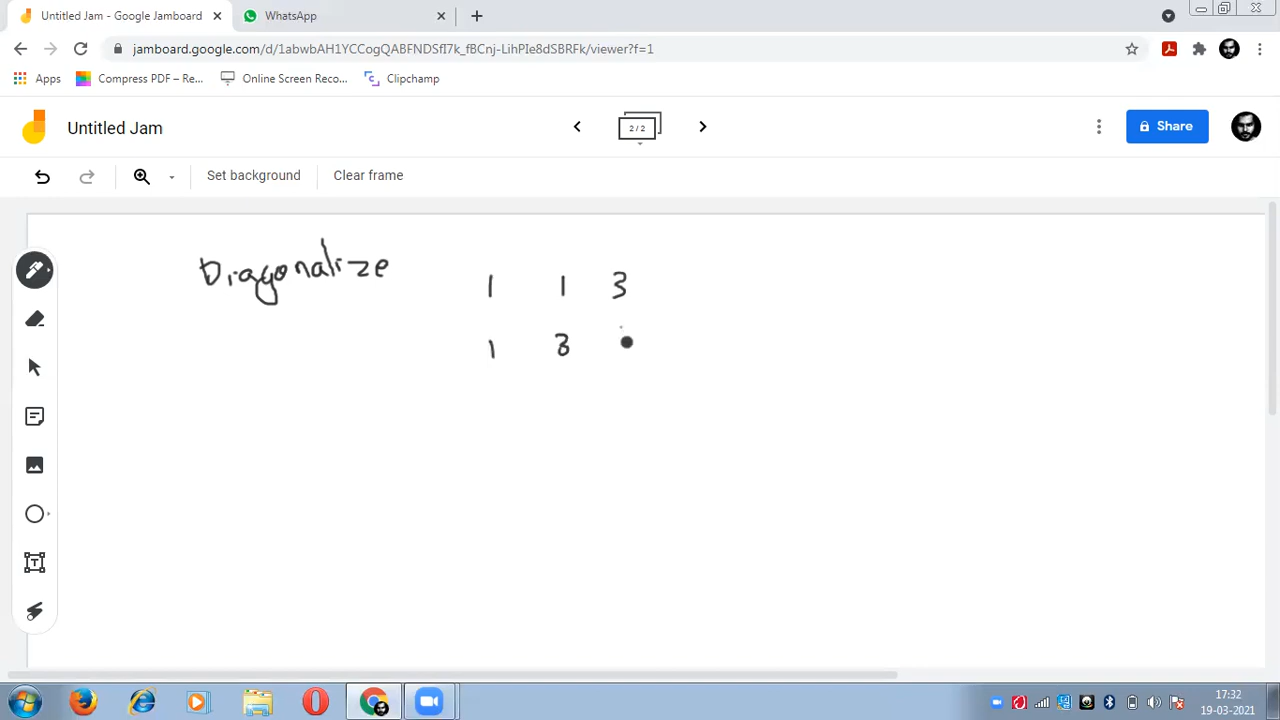 Untitled Jam - Google Jamboard
WhatsApp
jamboard.google.com/d/1abwbAH1YCCogQABFNDSfI7k_fBCnj-LihPIe8dSBRFk/viewer?f=1
Apps
Compress PDF – Re...
Online Screen Reco...
Clipchamp
Untitled Jam
2 / 2
Share
Set background
Clear frame
Diagonalize
1 1 3
1 3
17:32
19-03-2021